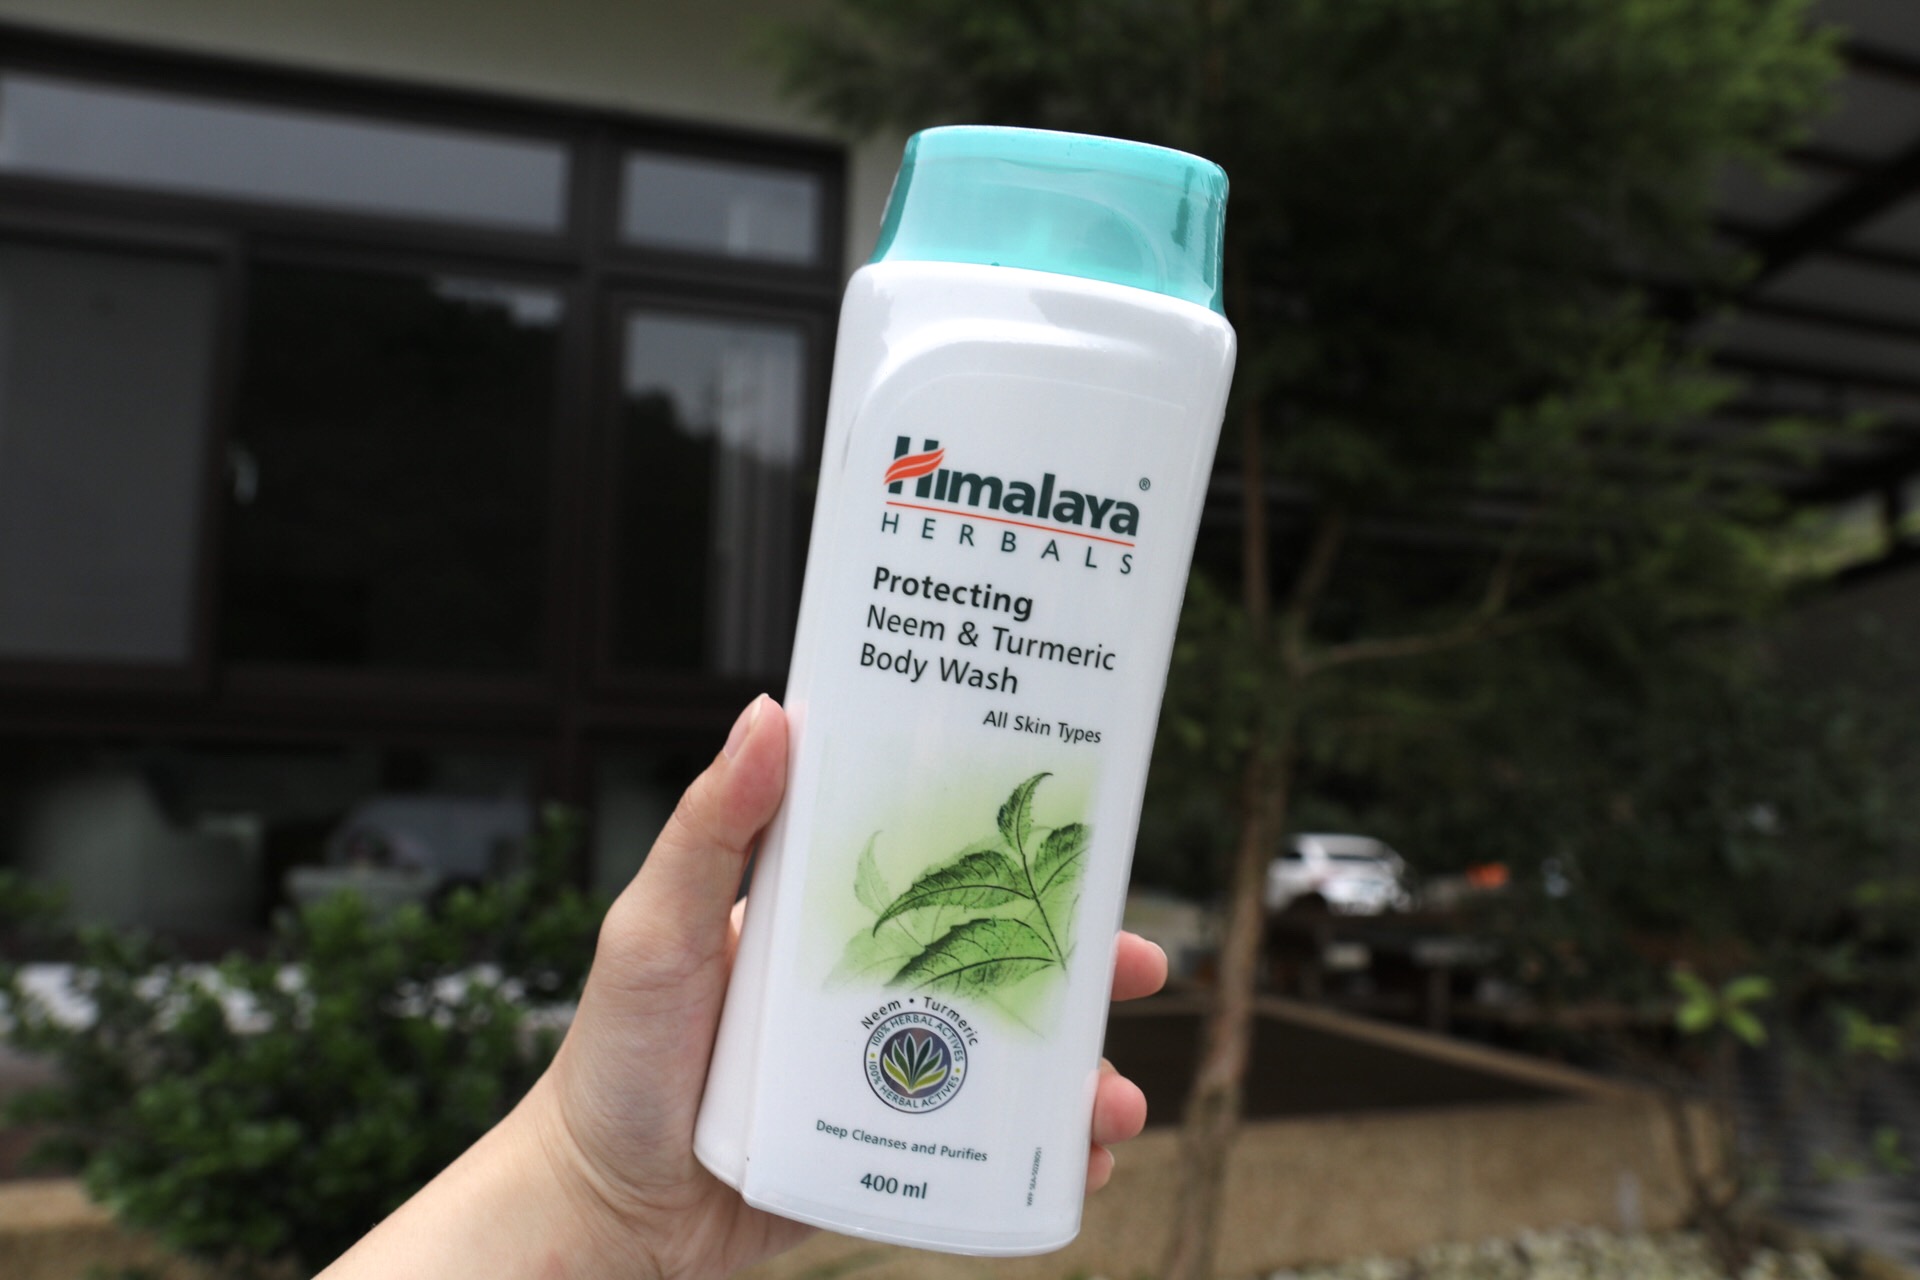 Himalaya®
HERBALS
Protecting
Neem & Turmeric
Body Wash
All Skin Types
Neem • Turmeric
100% HERBAL ACTIVES
100% HERBAL ACTIVES
Deep Cleanses and Purifies
400 ml